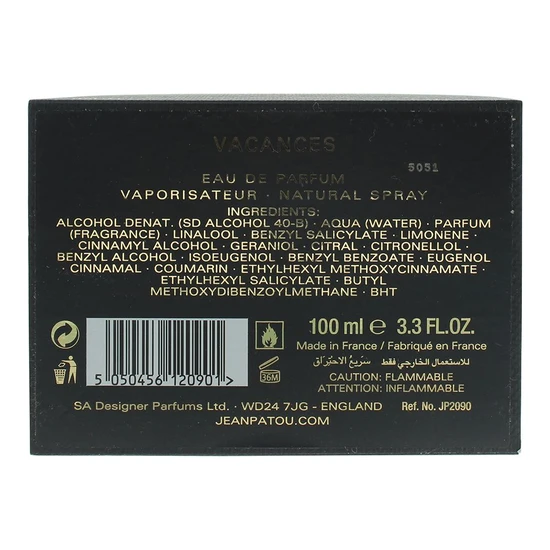 VACANCES
5051
EAU DE PARFUM
VAPORISATEUR · NATURAL SPRAY
INGREDIENTS:
ALCOHOL DENAT. (SD ALCOHOL 40-B) · AQUA (WATER) · PARFUM
(FRAGRANCE) · LINALOOL · BENZYL SALICYLATE · LIMONENE ·
CINNAMYL ALCOHOL · GERANIOL · CITRAL · CITRONELLOL ·
BENZYL ALCOHOL · ISOEUGENOL · BENZYL BENZOATE · EUGENOL
· CINNAMAL · COUMARIN · ETHYLHEXYL METHOXYCINNAMATE ·
ETHYLHEXYL SALICYLATE · BUTYL
METHOXYDIBENZOYLMETHANE · BHT
100 ml e 3.3 FL.OZ.
Made in France / Fabriqué en France
للاستعمال الخارجي فقط سَرِيعُ الاحْتِرَاق
36M
CAUTION: FLAMMABLE
ATTENTION: INFLAMMABLE
5 050456 120901
SA Designer Parfums Ltd. · WD24 7JG - ENGLAND
Ref. No. JP2090
JEANPATOU.COM